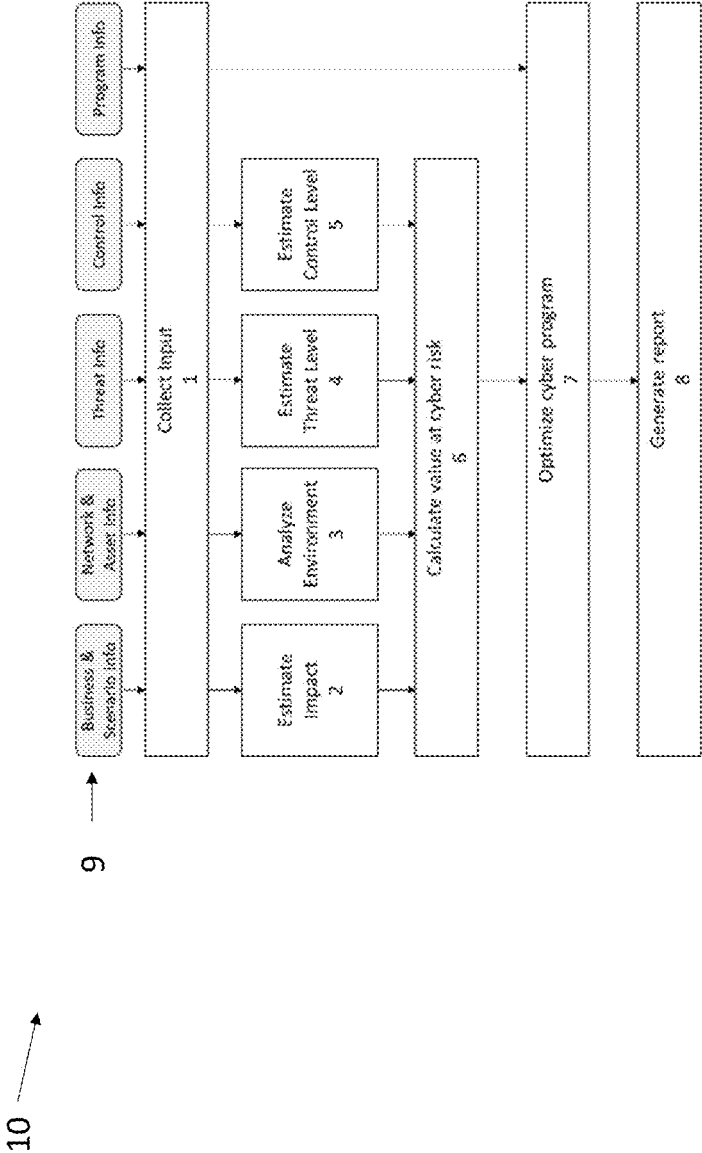 10
9
Business &
Scenario Info
Network &
Asset Info
Threat Info
Control Info
Program Info
Collect Input
1
Estimate
Impact
2
Analyze
Environment
3
Estimate
Threat Level
4
Estimate
Control Level
5
Calculate value at cyber risk
6
Optimize cyber program
7
Generate report
8